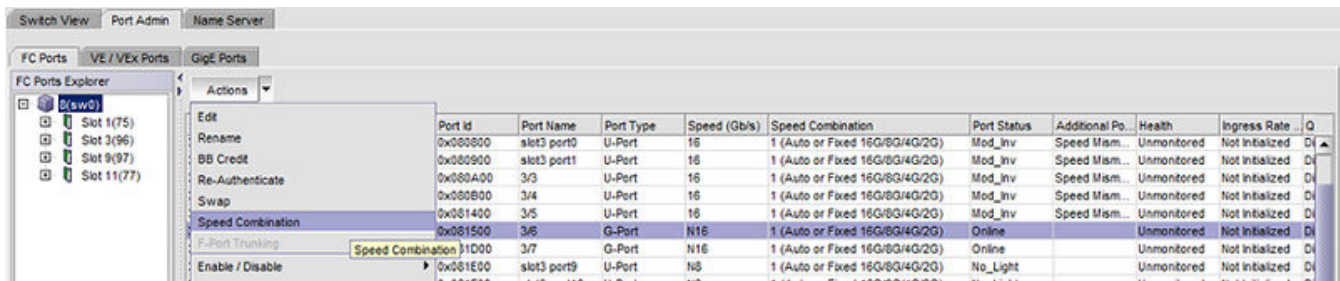 Switch View Port Admin Name Server
FC Ports VE / VEx Ports GigE Ports
FC Ports Explorer
8(sw0)
Slot 1(75)
Slot 3(96)
Slot 9(97)
Slot 11(77)
Actions
Edit
Rename
BB Credit
Re-Authenticate
Swap
Speed Combination
F-Port Trunking
Enable / Disable
Speed Combination
Port Id Port Name Port Type Speed (Gb/s) Speed Combination Port Status Additional Po... Health Ingress Rate ... Q
0x080800 slot3 port0 U-Port 16 1 (Auto or Fixed 16G/8G/4G/2G) Mod_Inv Speed Mism... Unmonitored Not Initialized Di
0x080900 slot3 port1 U-Port 16 1 (Auto or Fixed 16G/8G/4G/2G) Mod_Inv Speed Mism... Unmonitored Not Initialized Di
0x080A00 3/3 U-Port 16 1 (Auto or Fixed 16G/8G/4G/2G) Mod_Inv Speed Mism... Unmonitored Not Initialized Di
0x080B00 3/4 U-Port 16 1 (Auto or Fixed 16G/8G/4G/2G) Mod_Inv Speed Mism... Unmonitored Not Initialized Di
0x081400 3/5 U-Port 16 1 (Auto or Fixed 16G/8G/4G/2G) Mod_Inv Speed Mism... Unmonitored Not Initialized Di
0x081500 3/6 G-Port N16 1 (Auto or Fixed 16G/8G/4G/2G) Online Unmonitored Not Initialized Di
31D00 3/7 G-Port N16 1 (Auto or Fixed 16G/8G/4G/2G) Online Unmonitored Not Initialized Di
0x081E00 slot3 port9 U-Port N8 1 (Auto or Fixed 16G/8G/4G/2G) No_Light Unmonitored Not Initialized Di